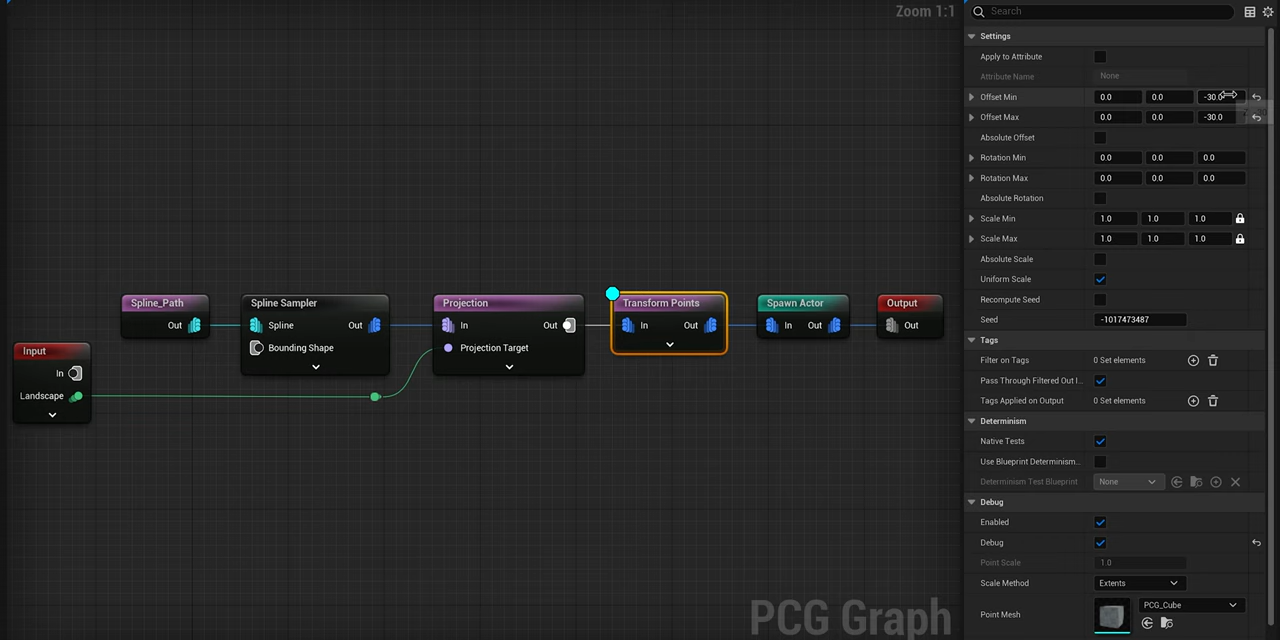 Zoom 1:1
Spline_Path
Out
Input
In
Landscape
Spline Sampler
Spline
Out
Bounding Shape
Projection
In
Out
Projection Target
Transform Points
In
Out
Spawn Actor
In
Out
Output
Out
PCG Graph
Search
Settings
Apply to Attribute
Attribute Name
None
Offset Min
0.0
0.0
-30.0
Offset Max
0.0
0.0
-30.0
Absolute Offset
Rotation Min
0.0
0.0
0.0
Rotation Max
0.0
0.0
0.0
Absolute Rotation
Scale Min
1.0
1.0
1.0
Scale Max
1.0
1.0
1.0
Absolute Scale
Uniform Scale
Recompute Seed
Seed
-1017473487
Tags
Filter on Tags
0 Set elements
Pass Through Filtered Out I...
Tags Applied on Output
0 Set elements
Determinism
Native Tests
Use Blueprint Determinism...
Determinism Test Blueprint
None
Debug
Enabled
Debug
Point Scale
1.0
Scale Method
Extents
Point Mesh
PCG_Cube